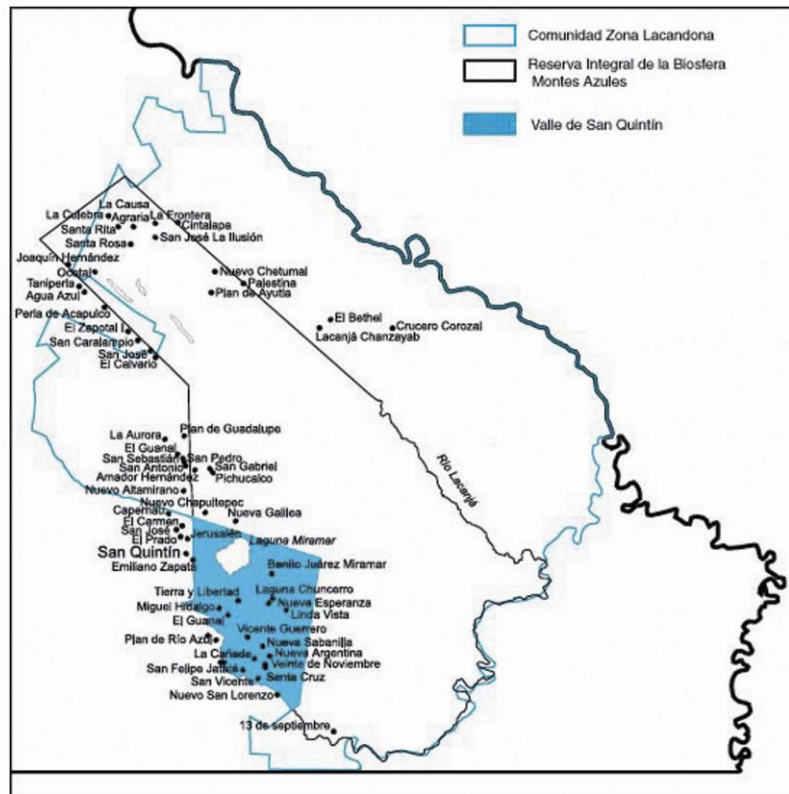 Comunidad Zona Lacandona
Reserva Integral de la Biosfera
Montes Azules
Valle de San Quintín
La Causa
La Culebra
Agraria
La Frontera
Santa Rita
Cintalapa
Santa Rosa
San José La Ilusión
Joaquín Hernández
Ocotal
Nuevo Chetumal
Taniperla
Palestina
Agua Azul
Plan de Ayutla
Perla de Acapulco
El Bethel
El Zapotal I
Lacanjá Chanzayab
Crucero Corozal
San Caralampio
San José
El Calvario
Plan de Guadalupe
La Aurora
El Guanal
San Sebastián
San Pedro
San Antonio
San Gabriel
Amador Hernández
Pichucalco
Río Lacanjá
Nuevo Altamirano
Nuevo Chapultepec
Capernau
Nueva Galilea
El Carmen
San José
Jerusalén
El Prado
Laguna Miramar
San Quintín
Emiliano Zapata
Benito Juárez Miramar
Tierra y Libertad
Laguna Chuncerro
Miguel Hidalgo
Nueva Esperanza
El Guanal
Linda Vista
Plan de Río Azul
Vicente Guerrero
Nueva Sabanilla
La Cañada
Nueva Argentina
San Felipe Jataté
Veinte de Noviembre
San Vicente
Santa Cruz
Nuevo San Lorenzo
13 de septiembre